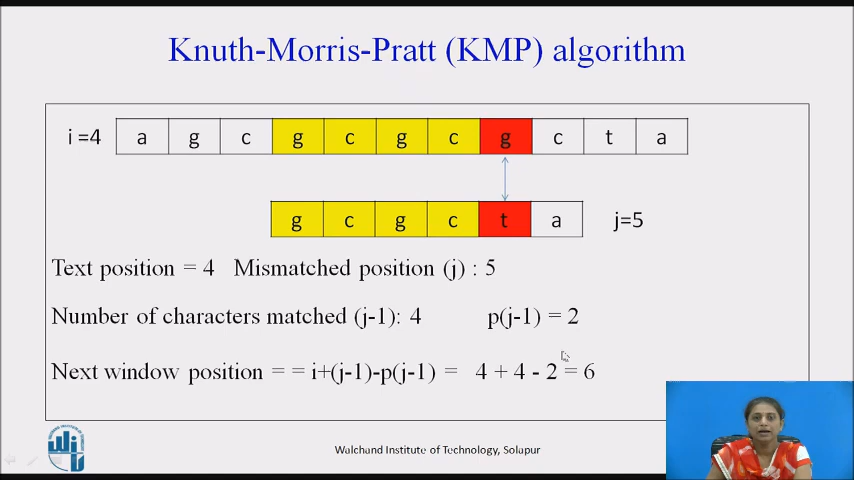 Knuth-Morris-Pratt (KMP) algorithm
i =4 a g c g c g c g c t a
g c g c t a j=5
Text position = 4 Mismatched position (j) : 5
Number of characters matched (j-1): 4 p(j-1) = 2
Next window position = = i+(j-1)-p(j-1) = 4 + 4 - 2 = 6
Walchand Institute of Technology, Solapur